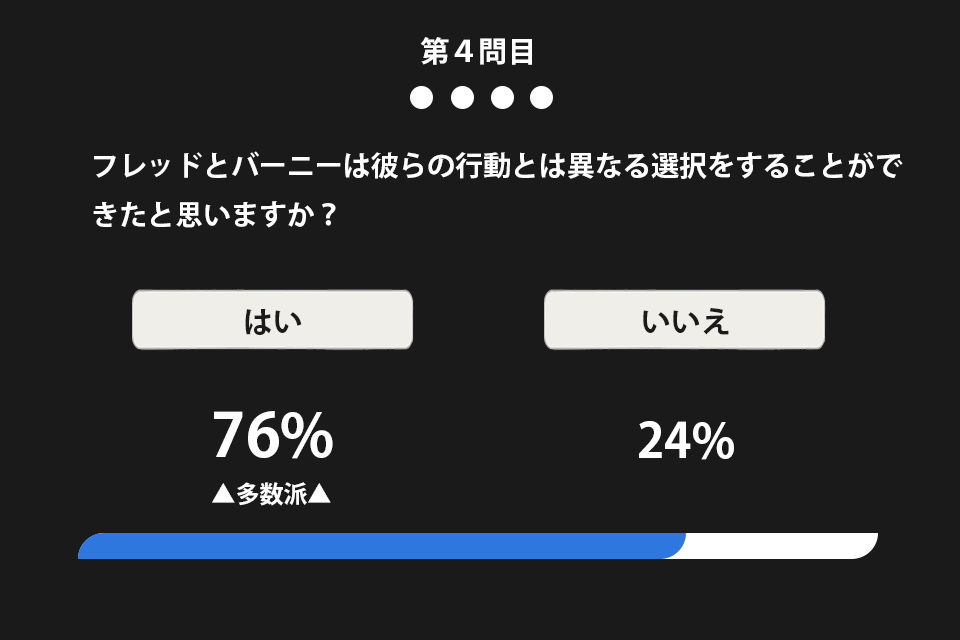 第４問目
フレッドとバーニーは彼らの行動とは異なる選択をすることがで
きたと思いますか？
はい
いいえ
76%
24%
▲多数派▲